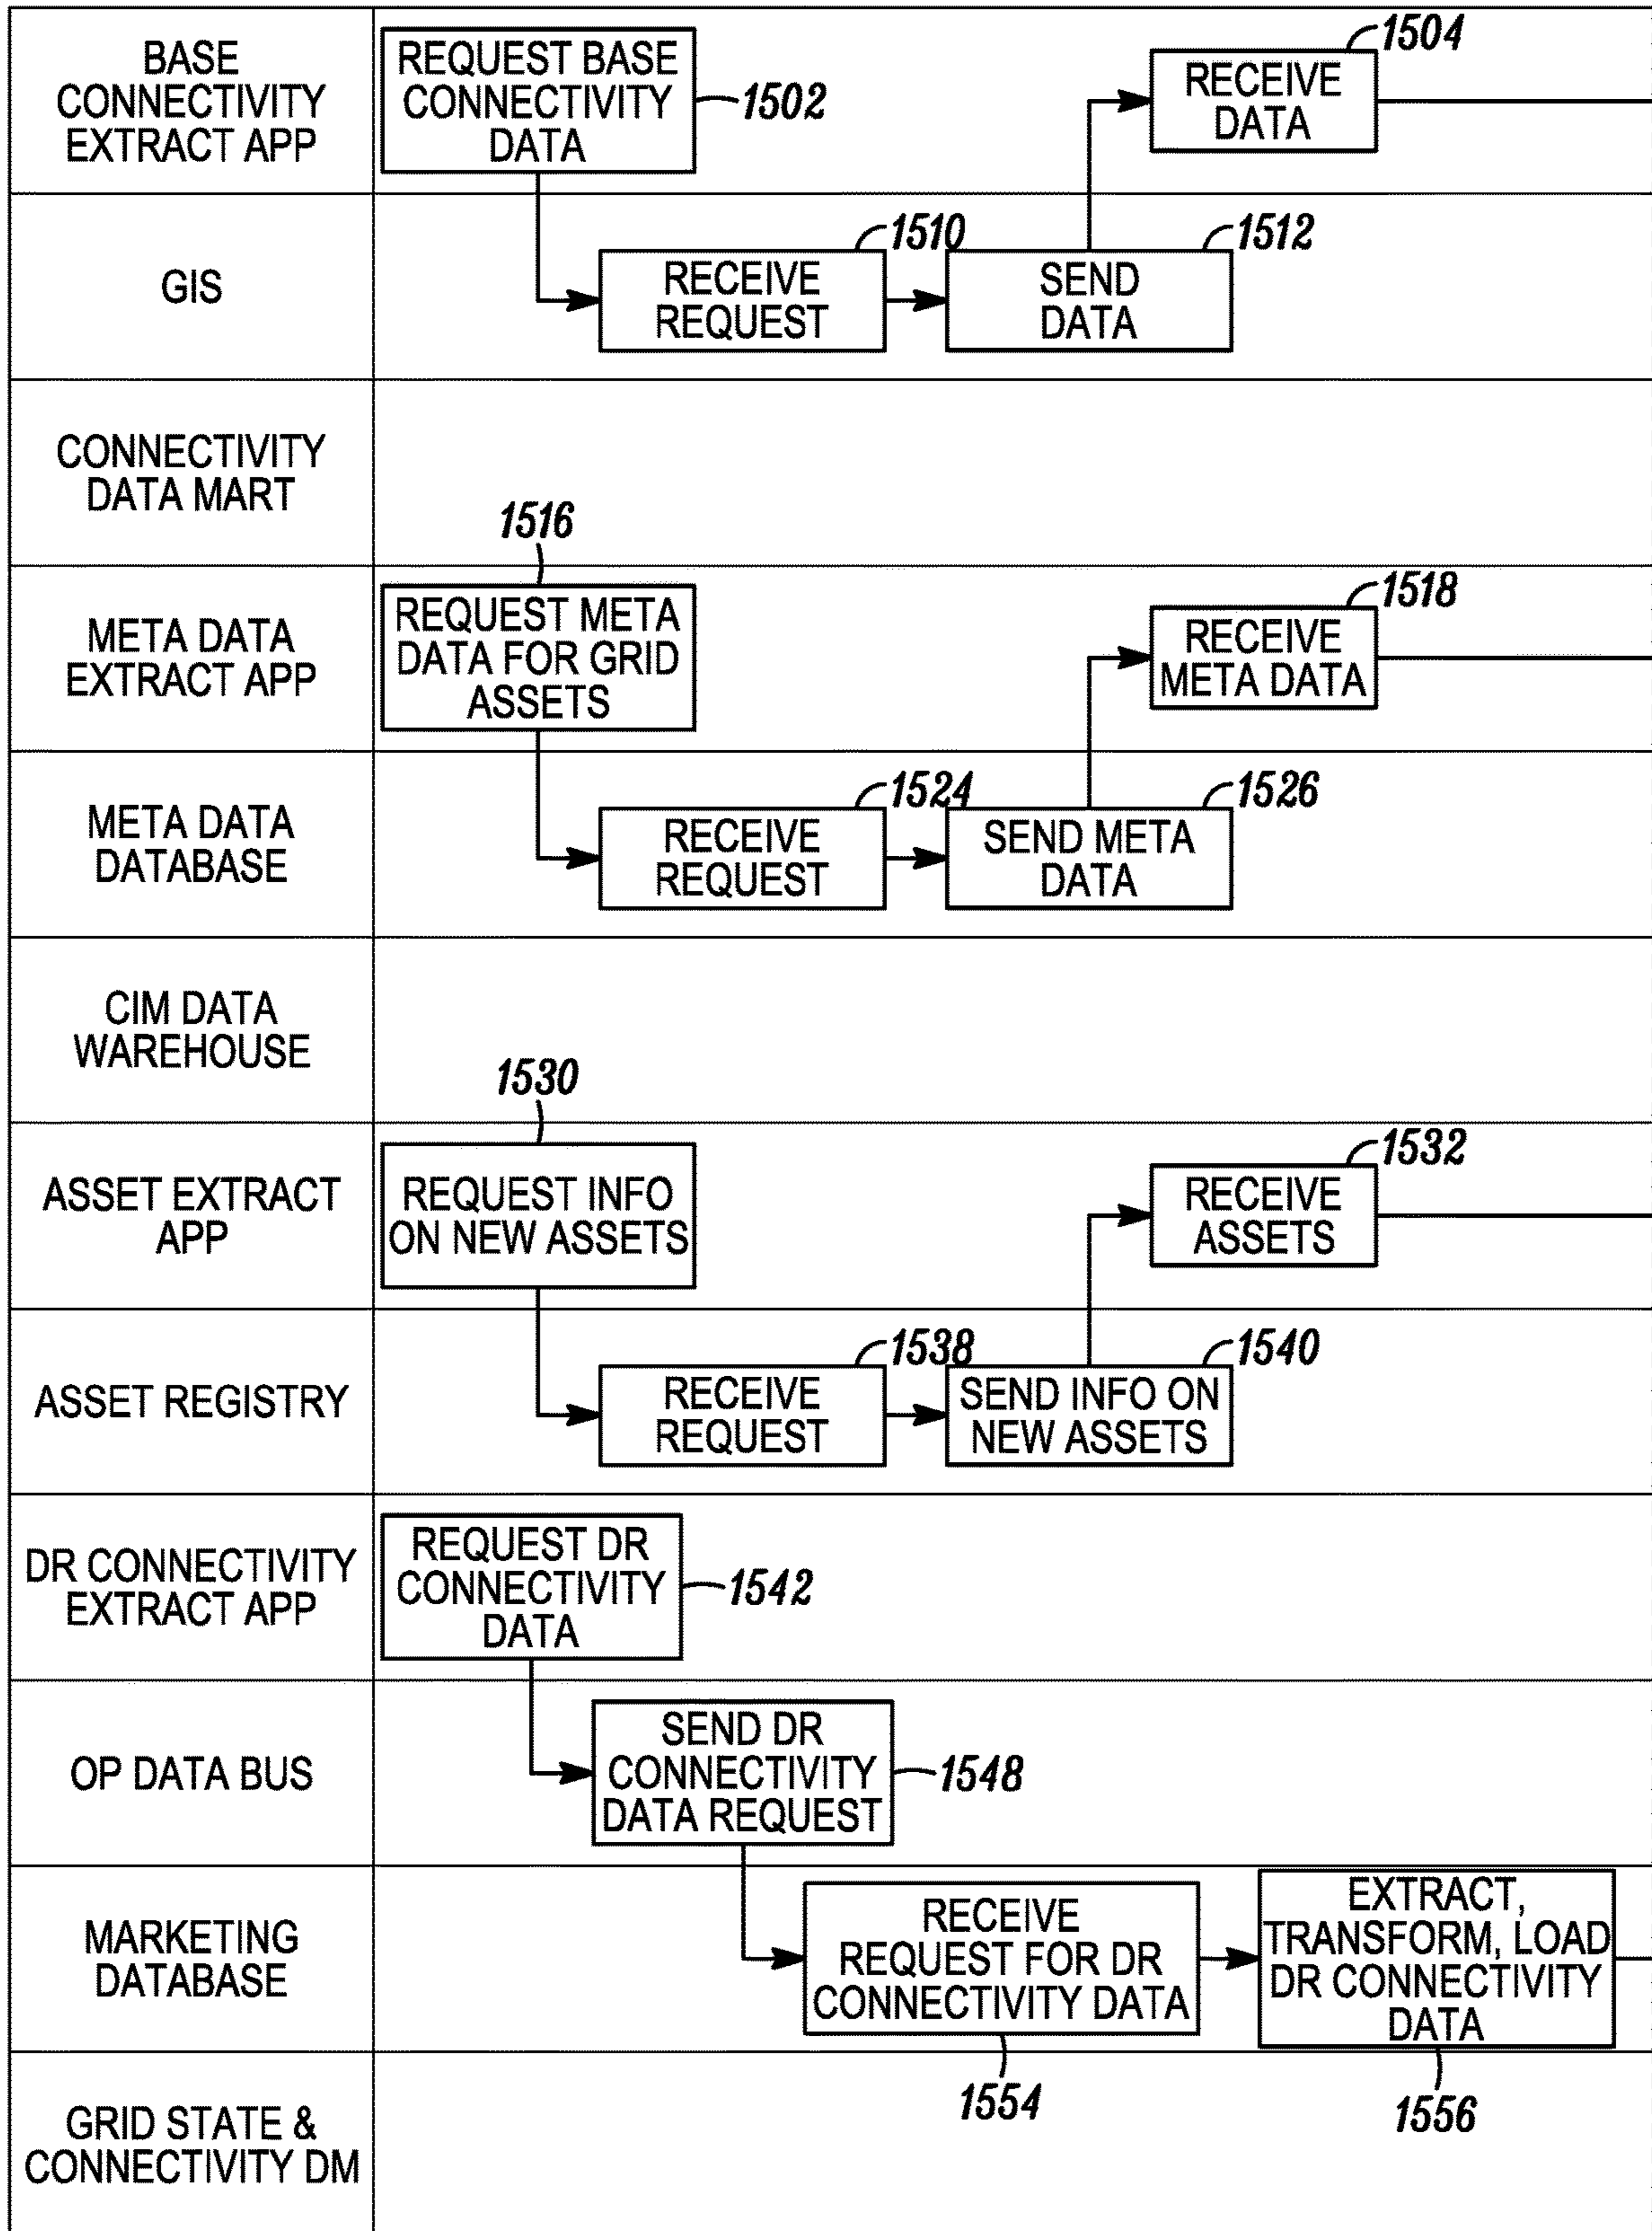 BASE
CONNECTIVITY
EXTRACT APP
REQUEST BASE
CONNECTIVITY
DATA
1502
RECEIVE
DATA
1504
GIS
RECEIVE
REQUEST
1510
SEND
DATA
1512
CONNECTIVITY
DATA MART
META DATA
EXTRACT APP
1516
REQUEST META
DATA FOR GRID
ASSETS
RECEIVE
META DATA
1518
META DATA
DATABASE
RECEIVE
REQUEST
1524
SEND META
DATA
1526
CIM DATA
WAREHOUSE
ASSET EXTRACT
APP
1530
REQUEST INFO
ON NEW ASSETS
RECEIVE
ASSETS
1532
ASSET REGISTRY
RECEIVE
REQUEST
1538
SEND INFO ON
NEW ASSETS
1540
DR CONNECTIVITY
EXTRACT APP
REQUEST DR
CONNECTIVITY
DATA
1542
OP DATA BUS
SEND DR
CONNECTIVITY
DATA REQUEST
1548
MARKETING
DATABASE
RECEIVE
REQUEST FOR DR
CONNECTIVITY DATA
1554
EXTRACT,
TRANSFORM, LOAD
DR CONNECTIVITY
DATA
1556
GRID STATE &
CONNECTIVITY DM